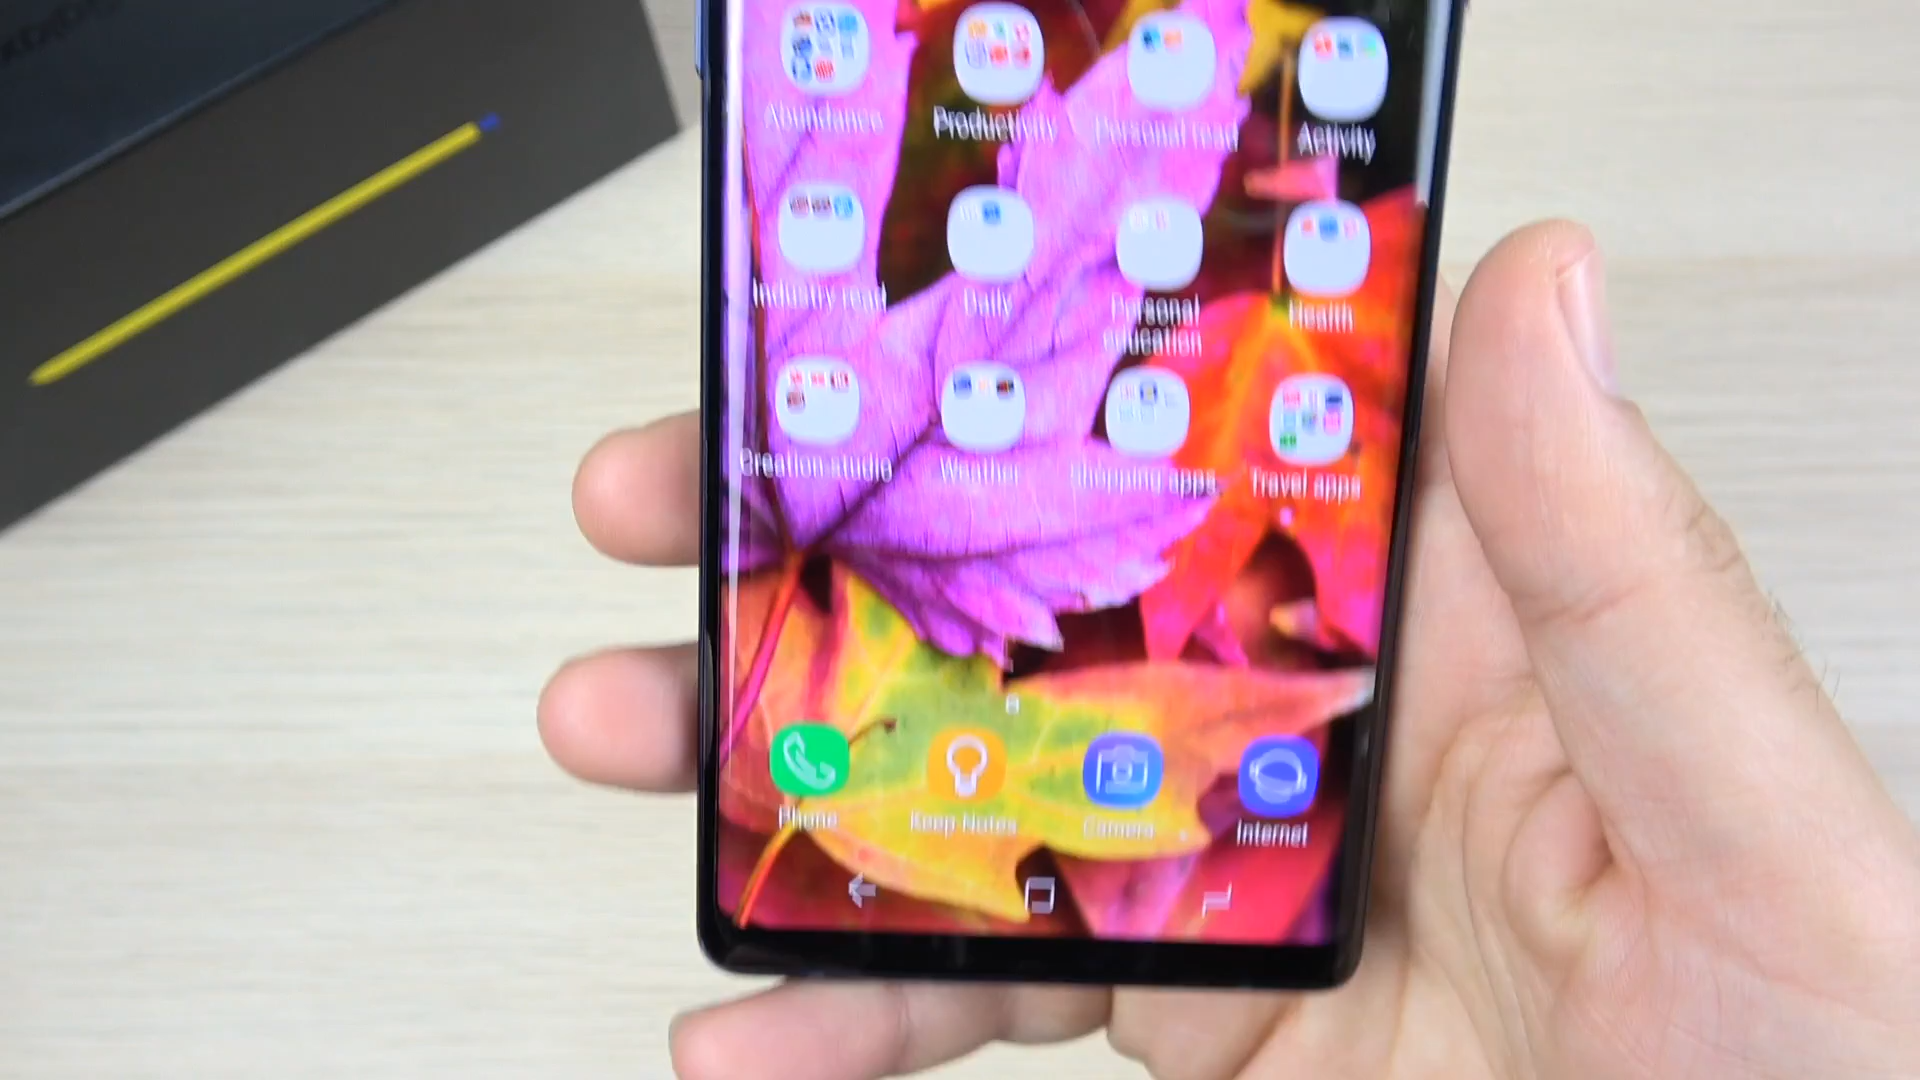 Abundance
Productivity
Personal read
Activity
Industry read
Daily
Personal
education
Health
Creation studio
Weather
Shopping apps
Travel apps
Phone
Keep Notes
Camera
Internet